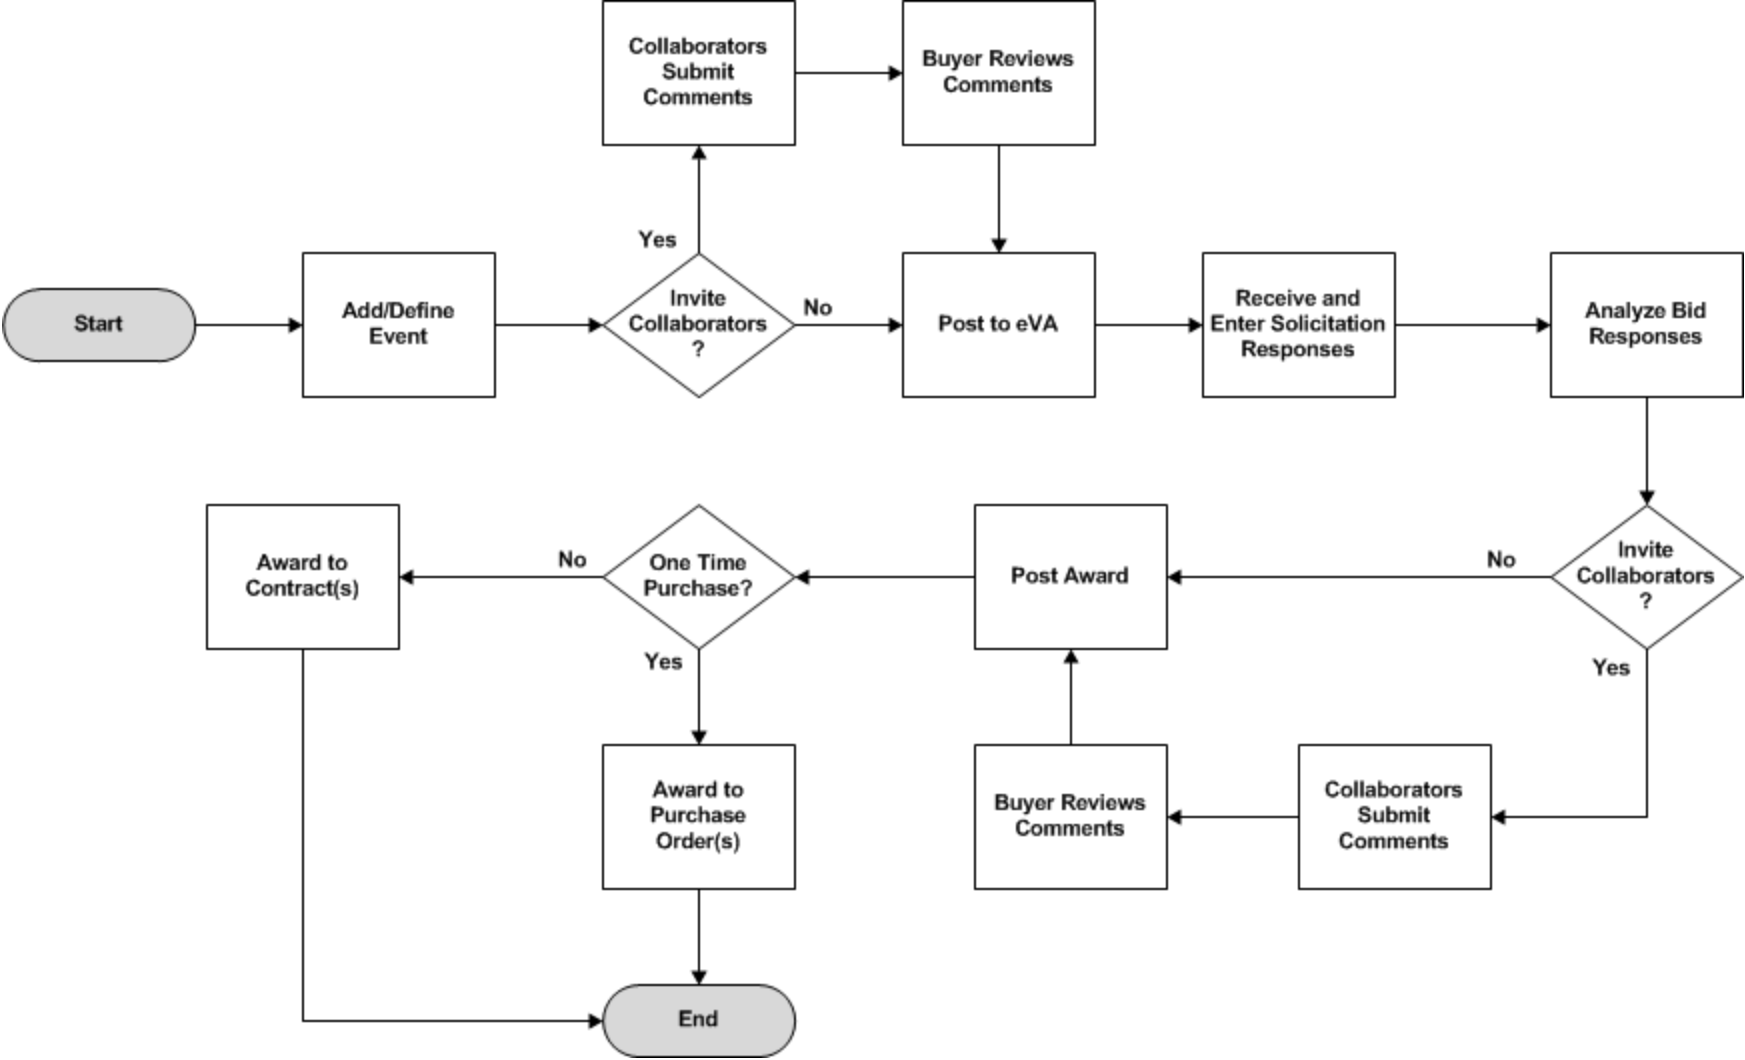 Collaborators
Submit
Comments
Buyer Reviews
Comments
Yes
Start
Add/Define
Event
Invite
Collaborators
?
No
Post to eVA
Receive and
Enter Solicitation
Responses
Analyze Bid
Responses
Award to
Contract(s)
No
One Time
Purchase?
Post Award
No
Invite
Collaborators
?
Yes
Yes
Award to
Purchase
Order(s)
Buyer Reviews
Comments
Collaborators
Submit
Comments
End